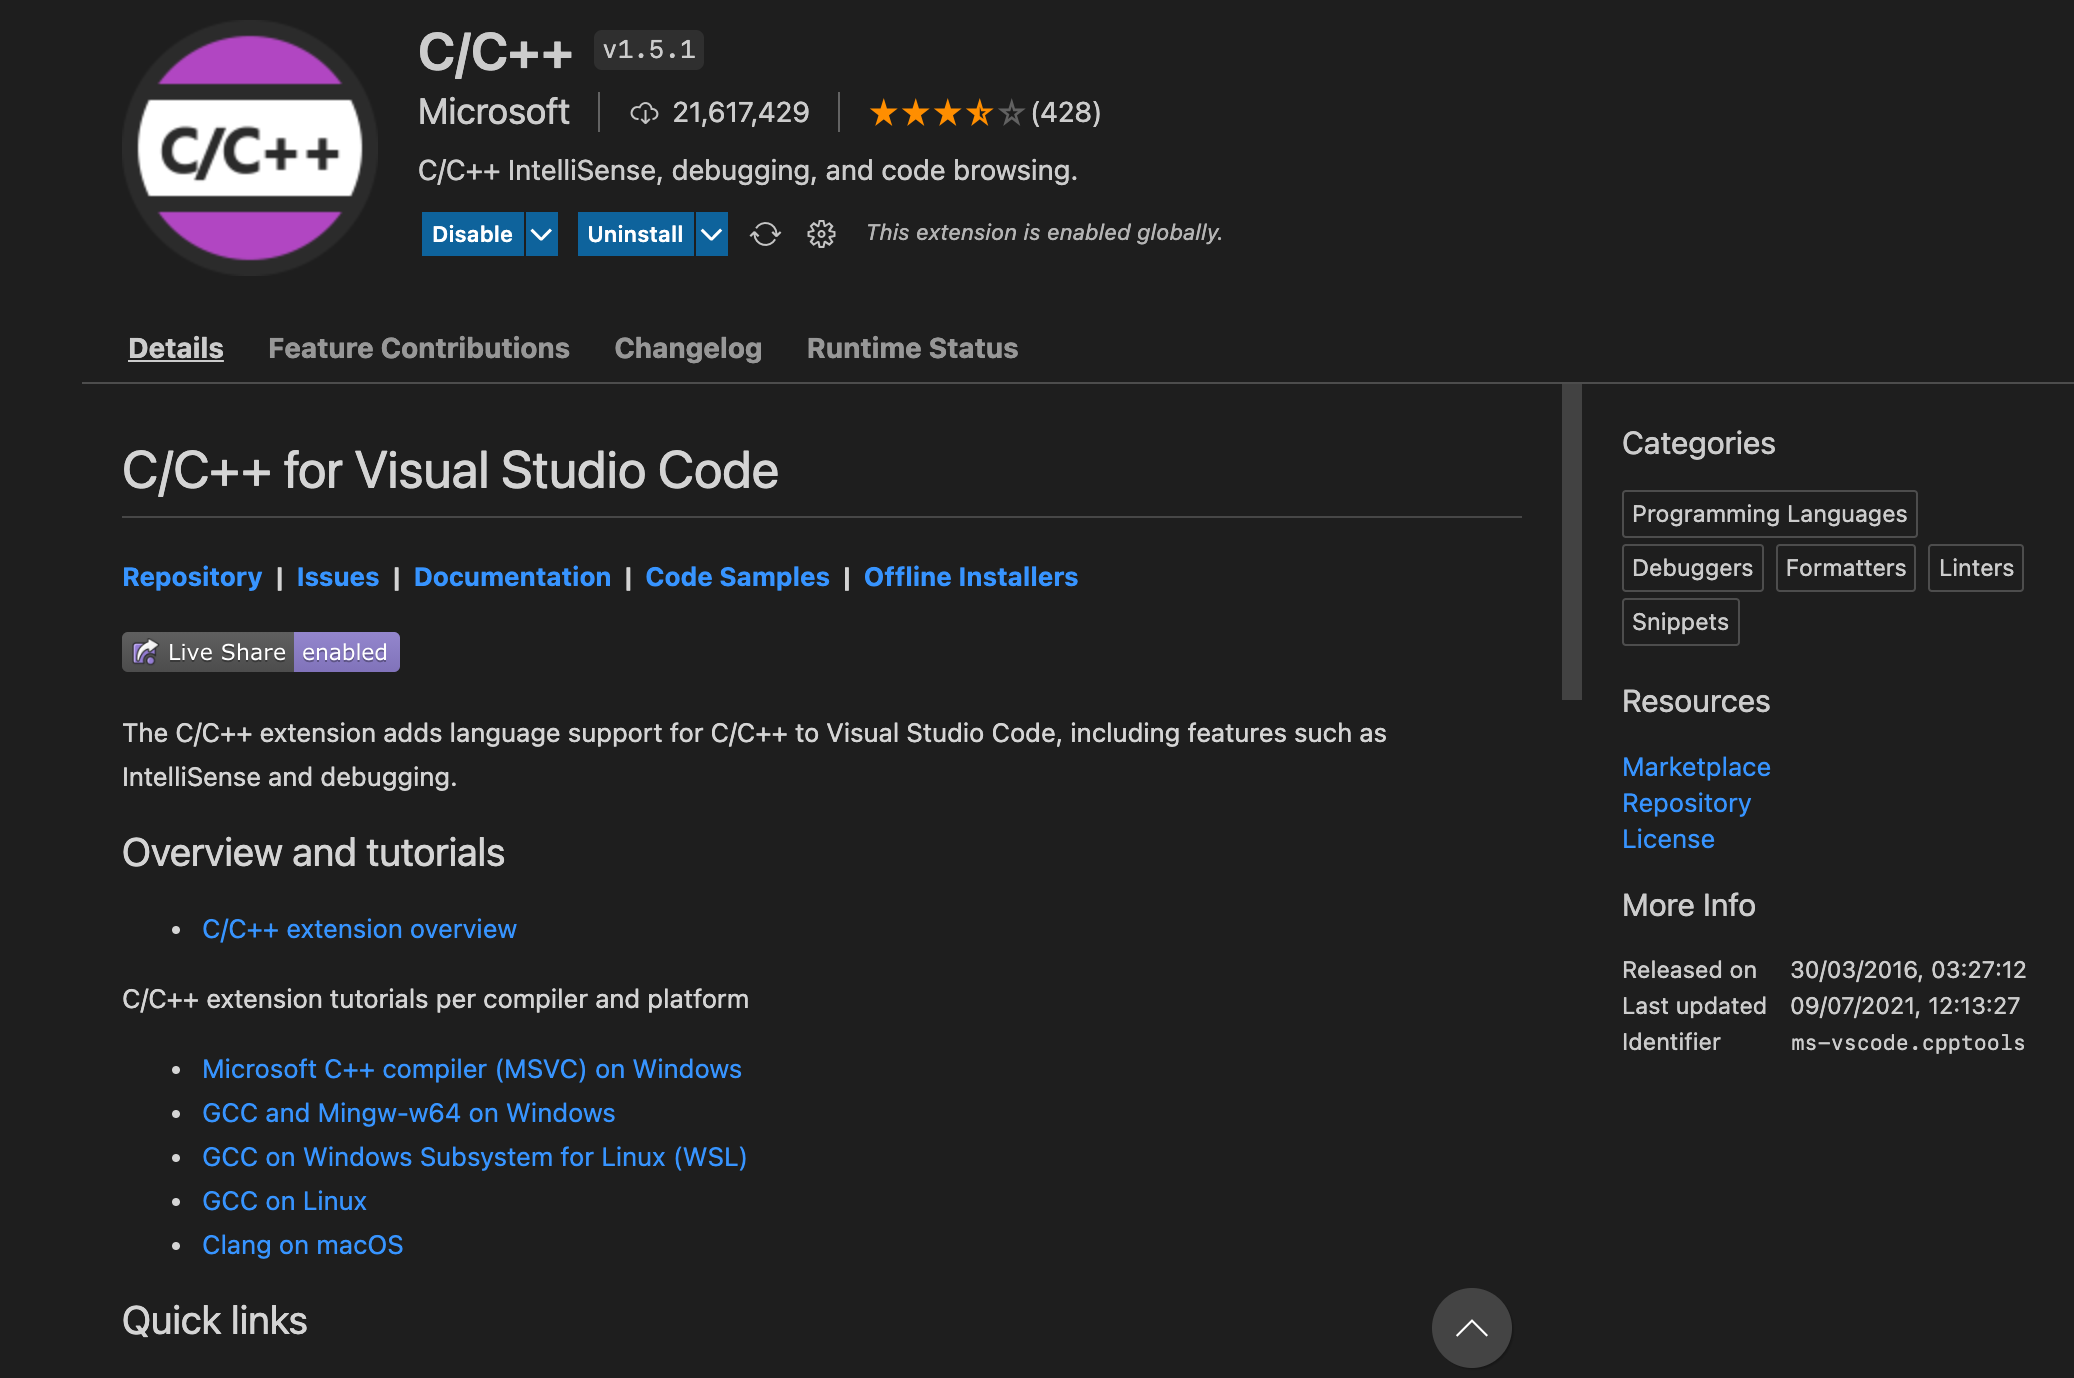 C/C++
C/C++ v1.5.1
Microsoft 21,617,429 (428)
C/C++ IntelliSense, debugging, and code browsing.
Disable Uninstall This extension is enabled globally.
Details Feature Contributions Changelog Runtime Status
C/C++ for Visual Studio Code
Repository | Issues | Documentation | Code Samples | Offline Installers
Live Share enabled
The C/C++ extension adds language support for C/C++ to Visual Studio Code, including features such as
IntelliSense and debugging.
Overview and tutorials
• C/C++ extension overview
C/C++ extension tutorials per compiler and platform
• Microsoft C++ compiler (MSVC) on Windows
• GCC and Mingw-w64 on Windows
• GCC on Windows Subsystem for Linux (WSL)
• GCC on Linux
• Clang on macOS
Quick links
Categories
Programming Languages
Debuggers Formatters Linters
Snippets
Resources
Marketplace
Repository
License
More Info
Released on 30/03/2016, 03:27:12
Last updated 09/07/2021, 12:13:27
Identifier ms-vscode.cpptools